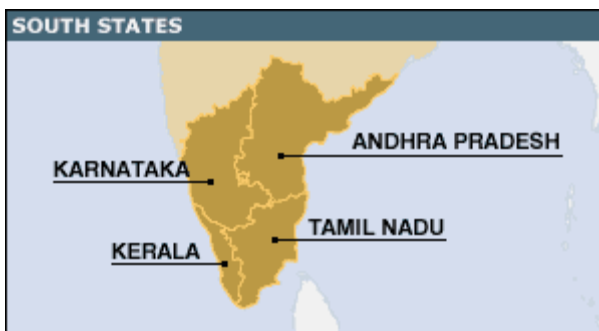 SOUTH STATES
ANDHRA PRADESH
KARNATAKA
TAMIL NADU
KERALA